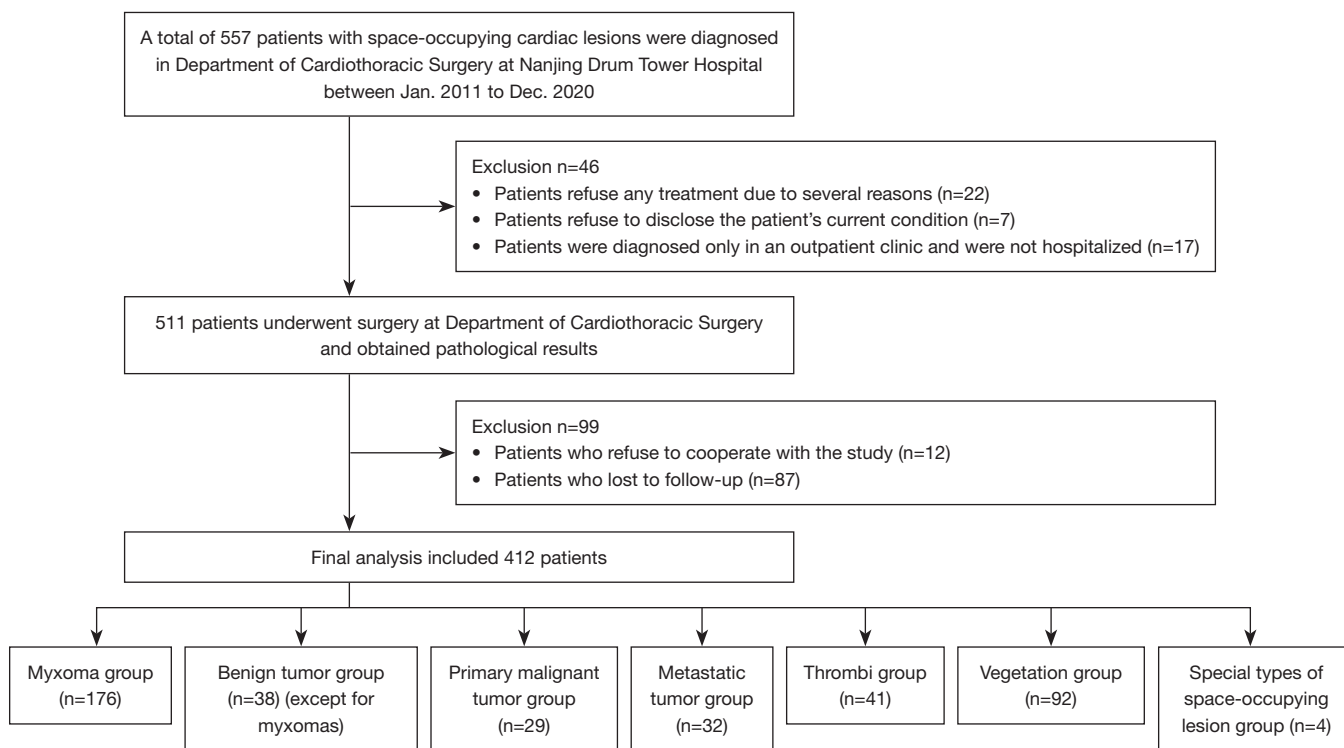 A total of 557 patients with space-occupying cardiac lesions were diagnosed
in Department of Cardiothoracic Surgery at Nanjing Drum Tower Hospital
between Jan. 2011 to Dec. 2020
Exclusion n=46
• Patients refuse any treatment due to several reasons (n=22)
• Patients refuse to disclose the patient's current condition (n=7)
• Patients were diagnosed only in an outpatient clinic and were not hospitalized (n=17)
511 patients underwent surgery at Department of Cardiothoracic Surgery
and obtained pathological results
Exclusion n=99
• Patients who refuse to cooperate with the study (n=12)
• Patients who lost to follow-up (n=87)
Final analysis included 412 patients
Myxoma group
(n=176)
Benign tumor group
(n=38) (except for
myxomas)
Primary malignant
tumor group
(n=29)
Metastatic
tumor group
(n=32)
Thrombi group
(n=41)
Vegetation group
(n=92)
Special types of
space-occupying
lesion group (n=4)